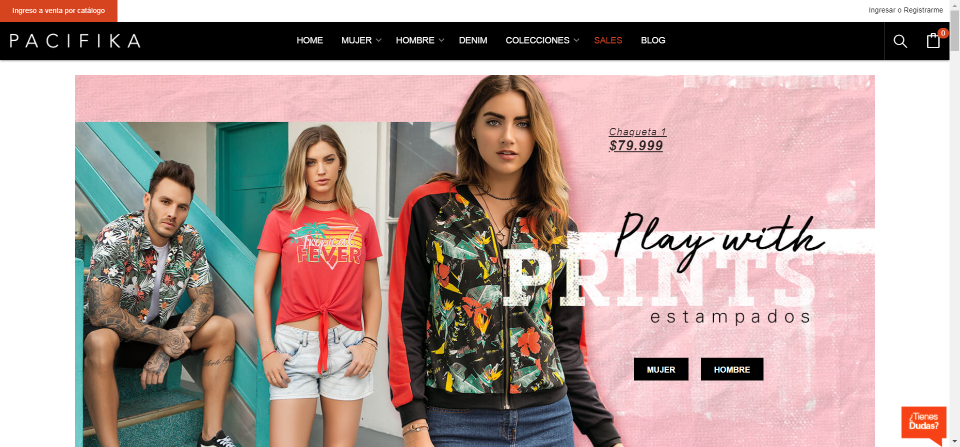 Ingreso a venta por catálogo
Ingresar o Registrarme
PACIFIKA
HOME MUJER HOMBRE DENIM COLECCIONES SALES BLOG
0
Chaqueta 1
$79.999
Play with
PRINTS
estampados
FEVER
MUJER HOMBRE
¿Tienes
Dudas?